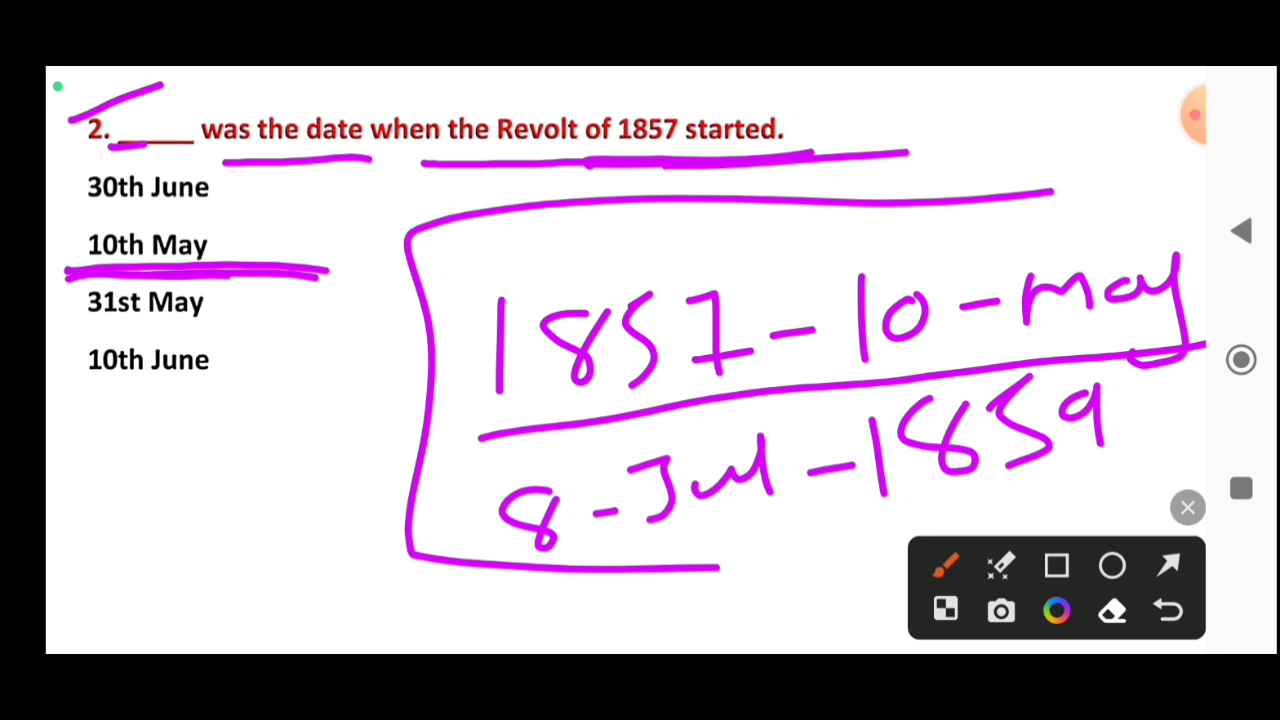 2. _____ was the date when the Revolt of 1857 started.
30th June
10th May
31st May
10th June
1857 - 10 - May
8 - Jul - 1859